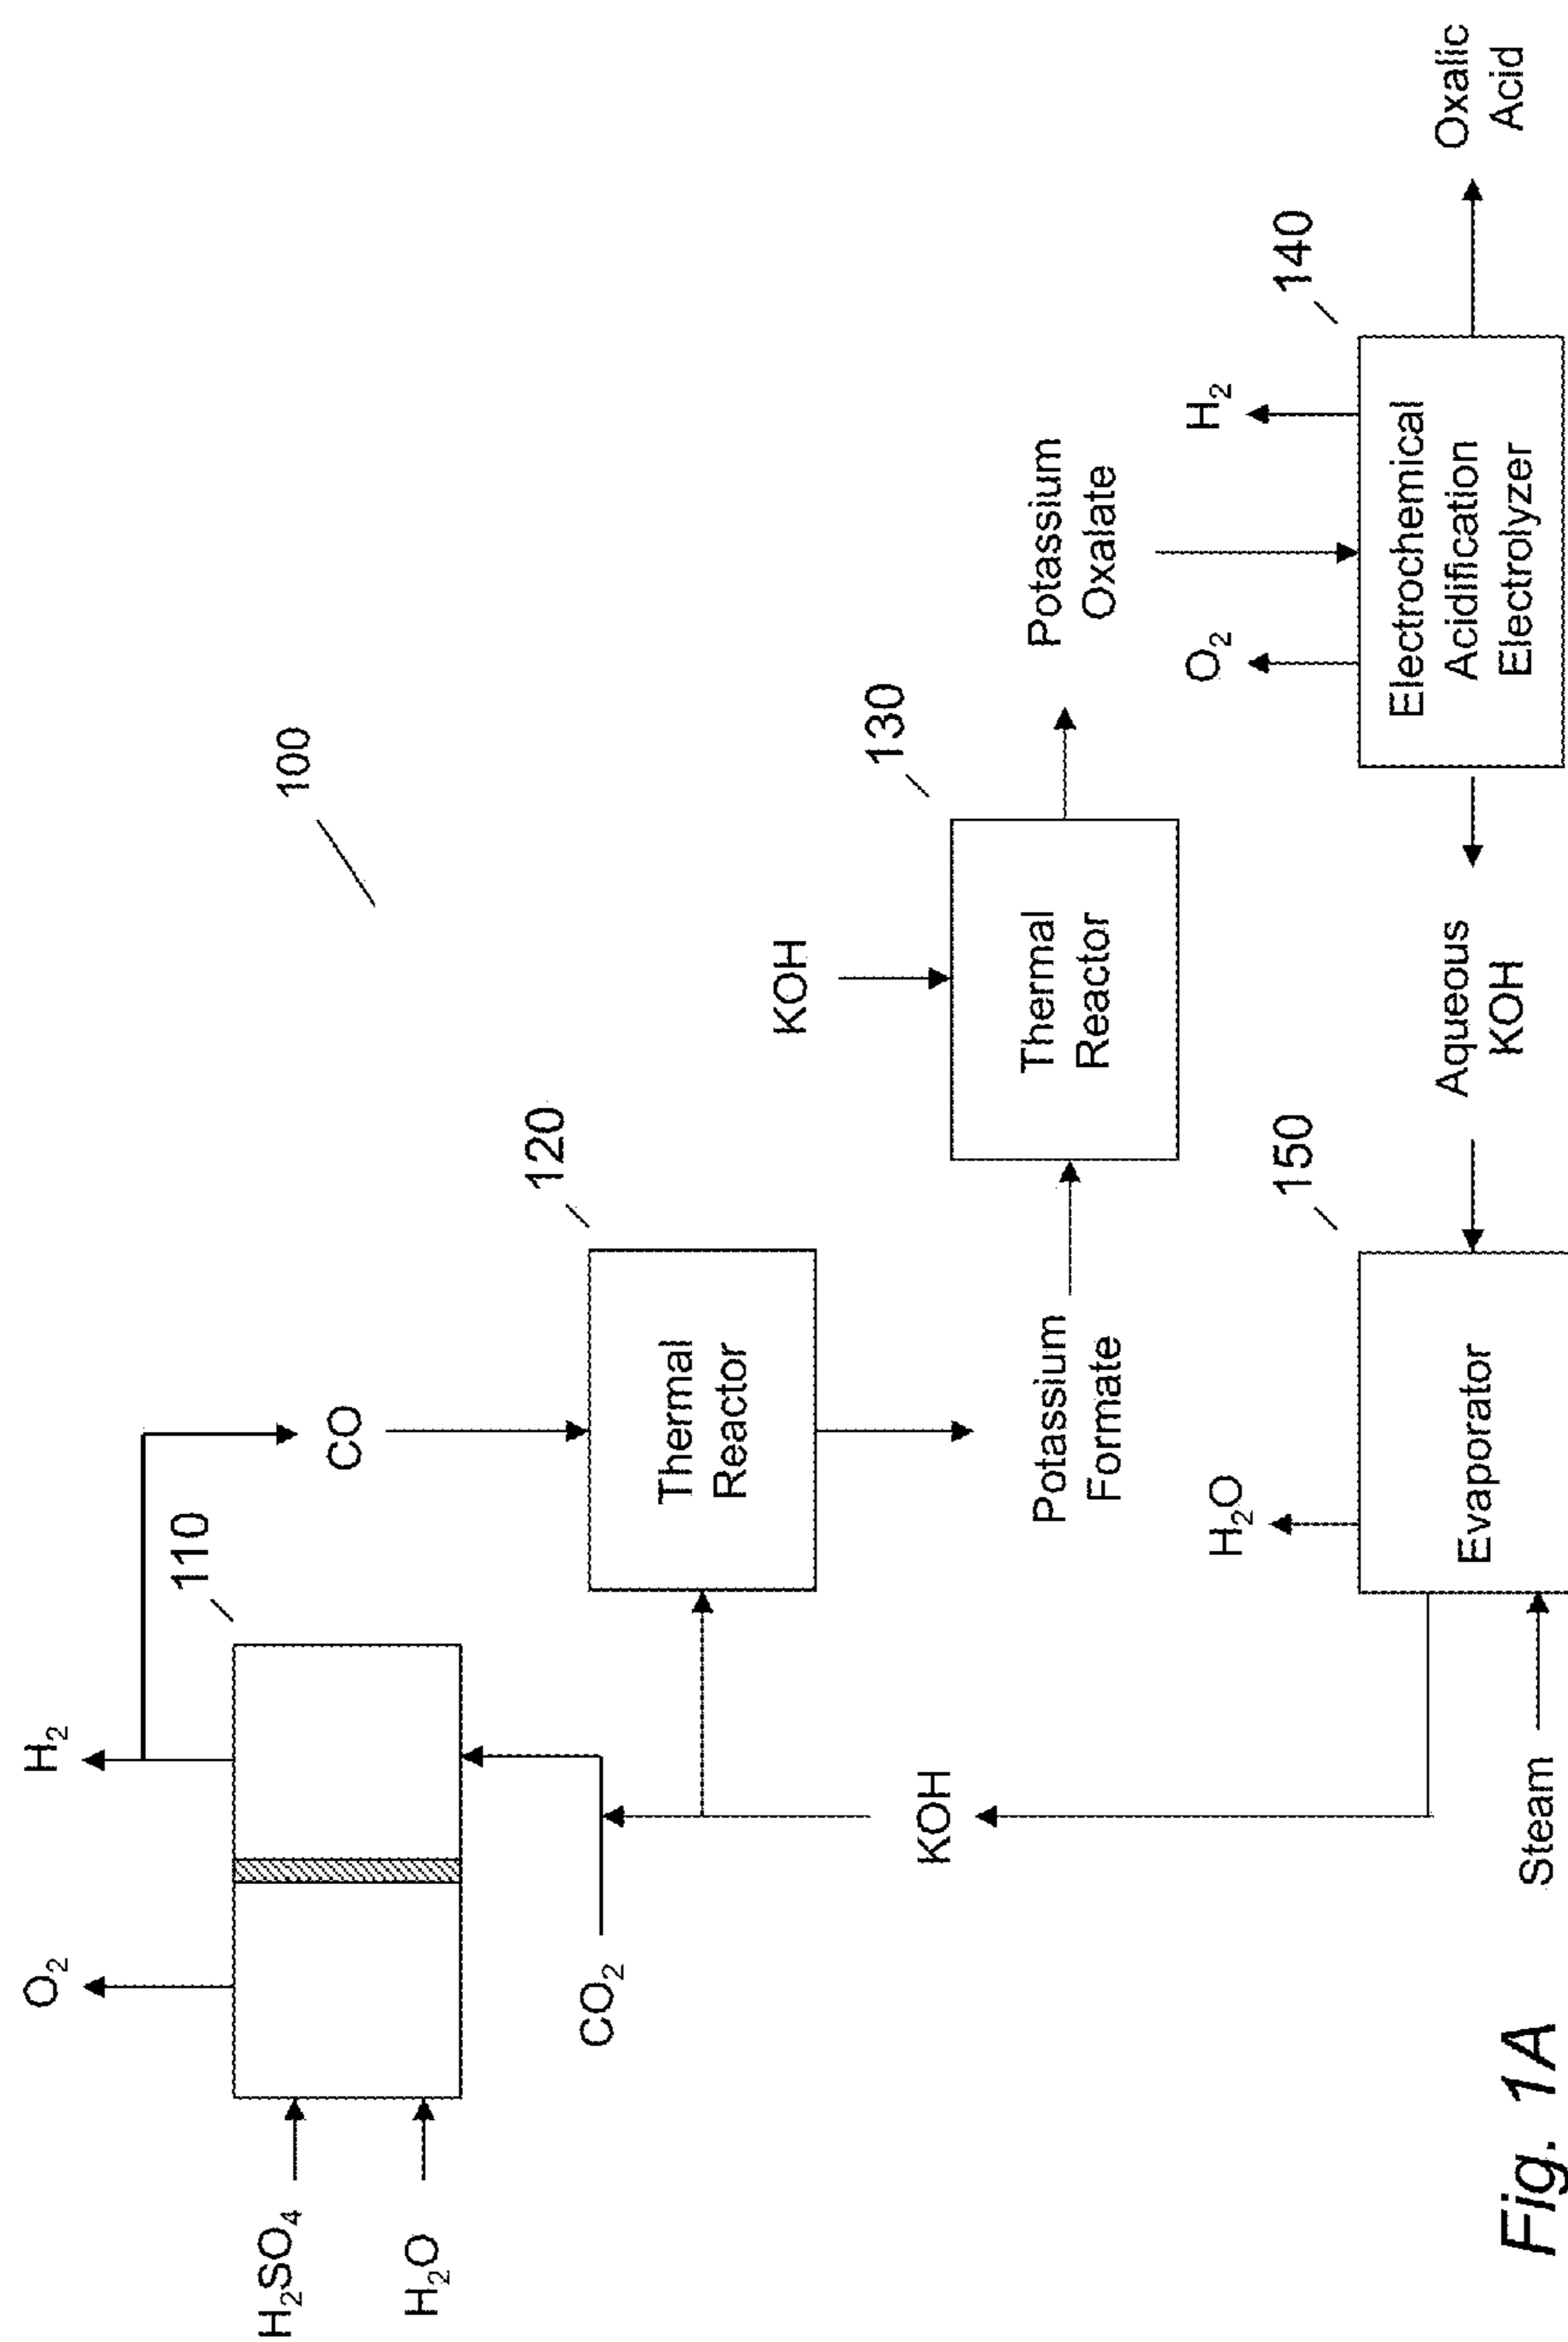 100
O2
H2
110
H2SO4
H2O
CO
CO2
120
Thermal
Reactor
KOH
KOH
130
Thermal
Reactor
Potassium
Formate
Potassium
Oxalate
H2O
150
Evaporator
Steam
Aqueous
KOH
O2
H2
140
Electrochemical
Acidification
Electrolyzer
Oxalic
Acid
Fig. 1A